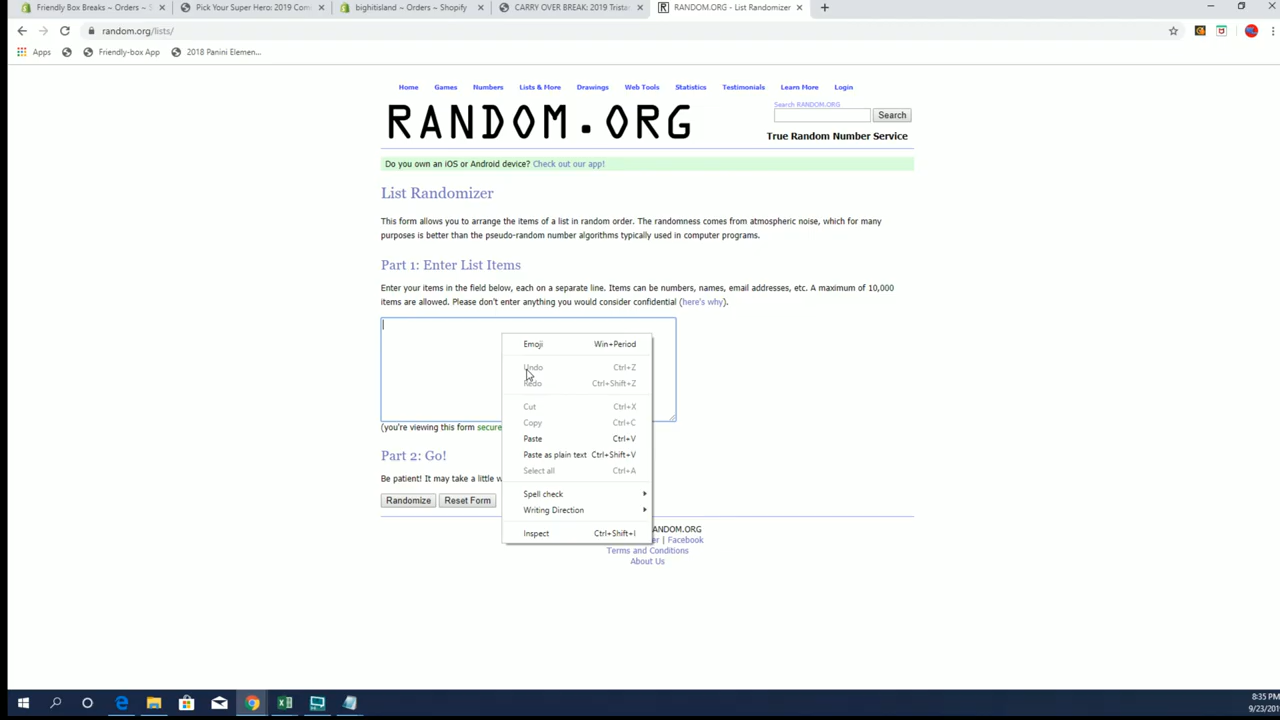 Friendly Box Breaks ~ Orders ~ S
Pick Your Super Hero: 2019 Com
bighitisland ~ Orders ~ Shopify
CARRY OVER BREAK: 2019 Tristar
RANDOM.ORG - List Randomizer
random.org/lists/
Apps
Friendly-box App
2018 Panini Elemen...
Home
Games
Numbers
Lists & More
Drawings
Web Tools
Statistics
Testimonials
Learn More
Login
RANDOM.ORG
Search RANDOM.ORG
Search
True Random Number Service
Do you own an iOS or Android device? Check out our app!
List Randomizer
This form allows you to arrange the items of a list in random order. The randomness comes from atmospheric noise, which for many
purposes is better than the pseudo-random number algorithms typically used in computer programs.
Part 1: Enter List Items
Enter your items in the field below, each on a separate line. Items can be numbers, names, email addresses, etc. A maximum of 10,000
items are allowed. Please don't enter anything you would consider confidential (here's why).
Emoji Win+Period
Undo Ctrl+Z
Redo Ctrl+Shift+Z
Cut Ctrl+X
Copy Ctrl+C
Paste Ctrl+V
Paste as plain text Ctrl+Shift+V
Select all Ctrl+A
Spell check
Writing Direction
Inspect Ctrl+Shift+I
(you're viewing this form secure
Part 2: Go!
Be patient! It may take a little w
Randomize
Reset Form
NDOM.ORG
er | Facebook
Terms and Conditions
About Us
8:35 PM
9/23/201